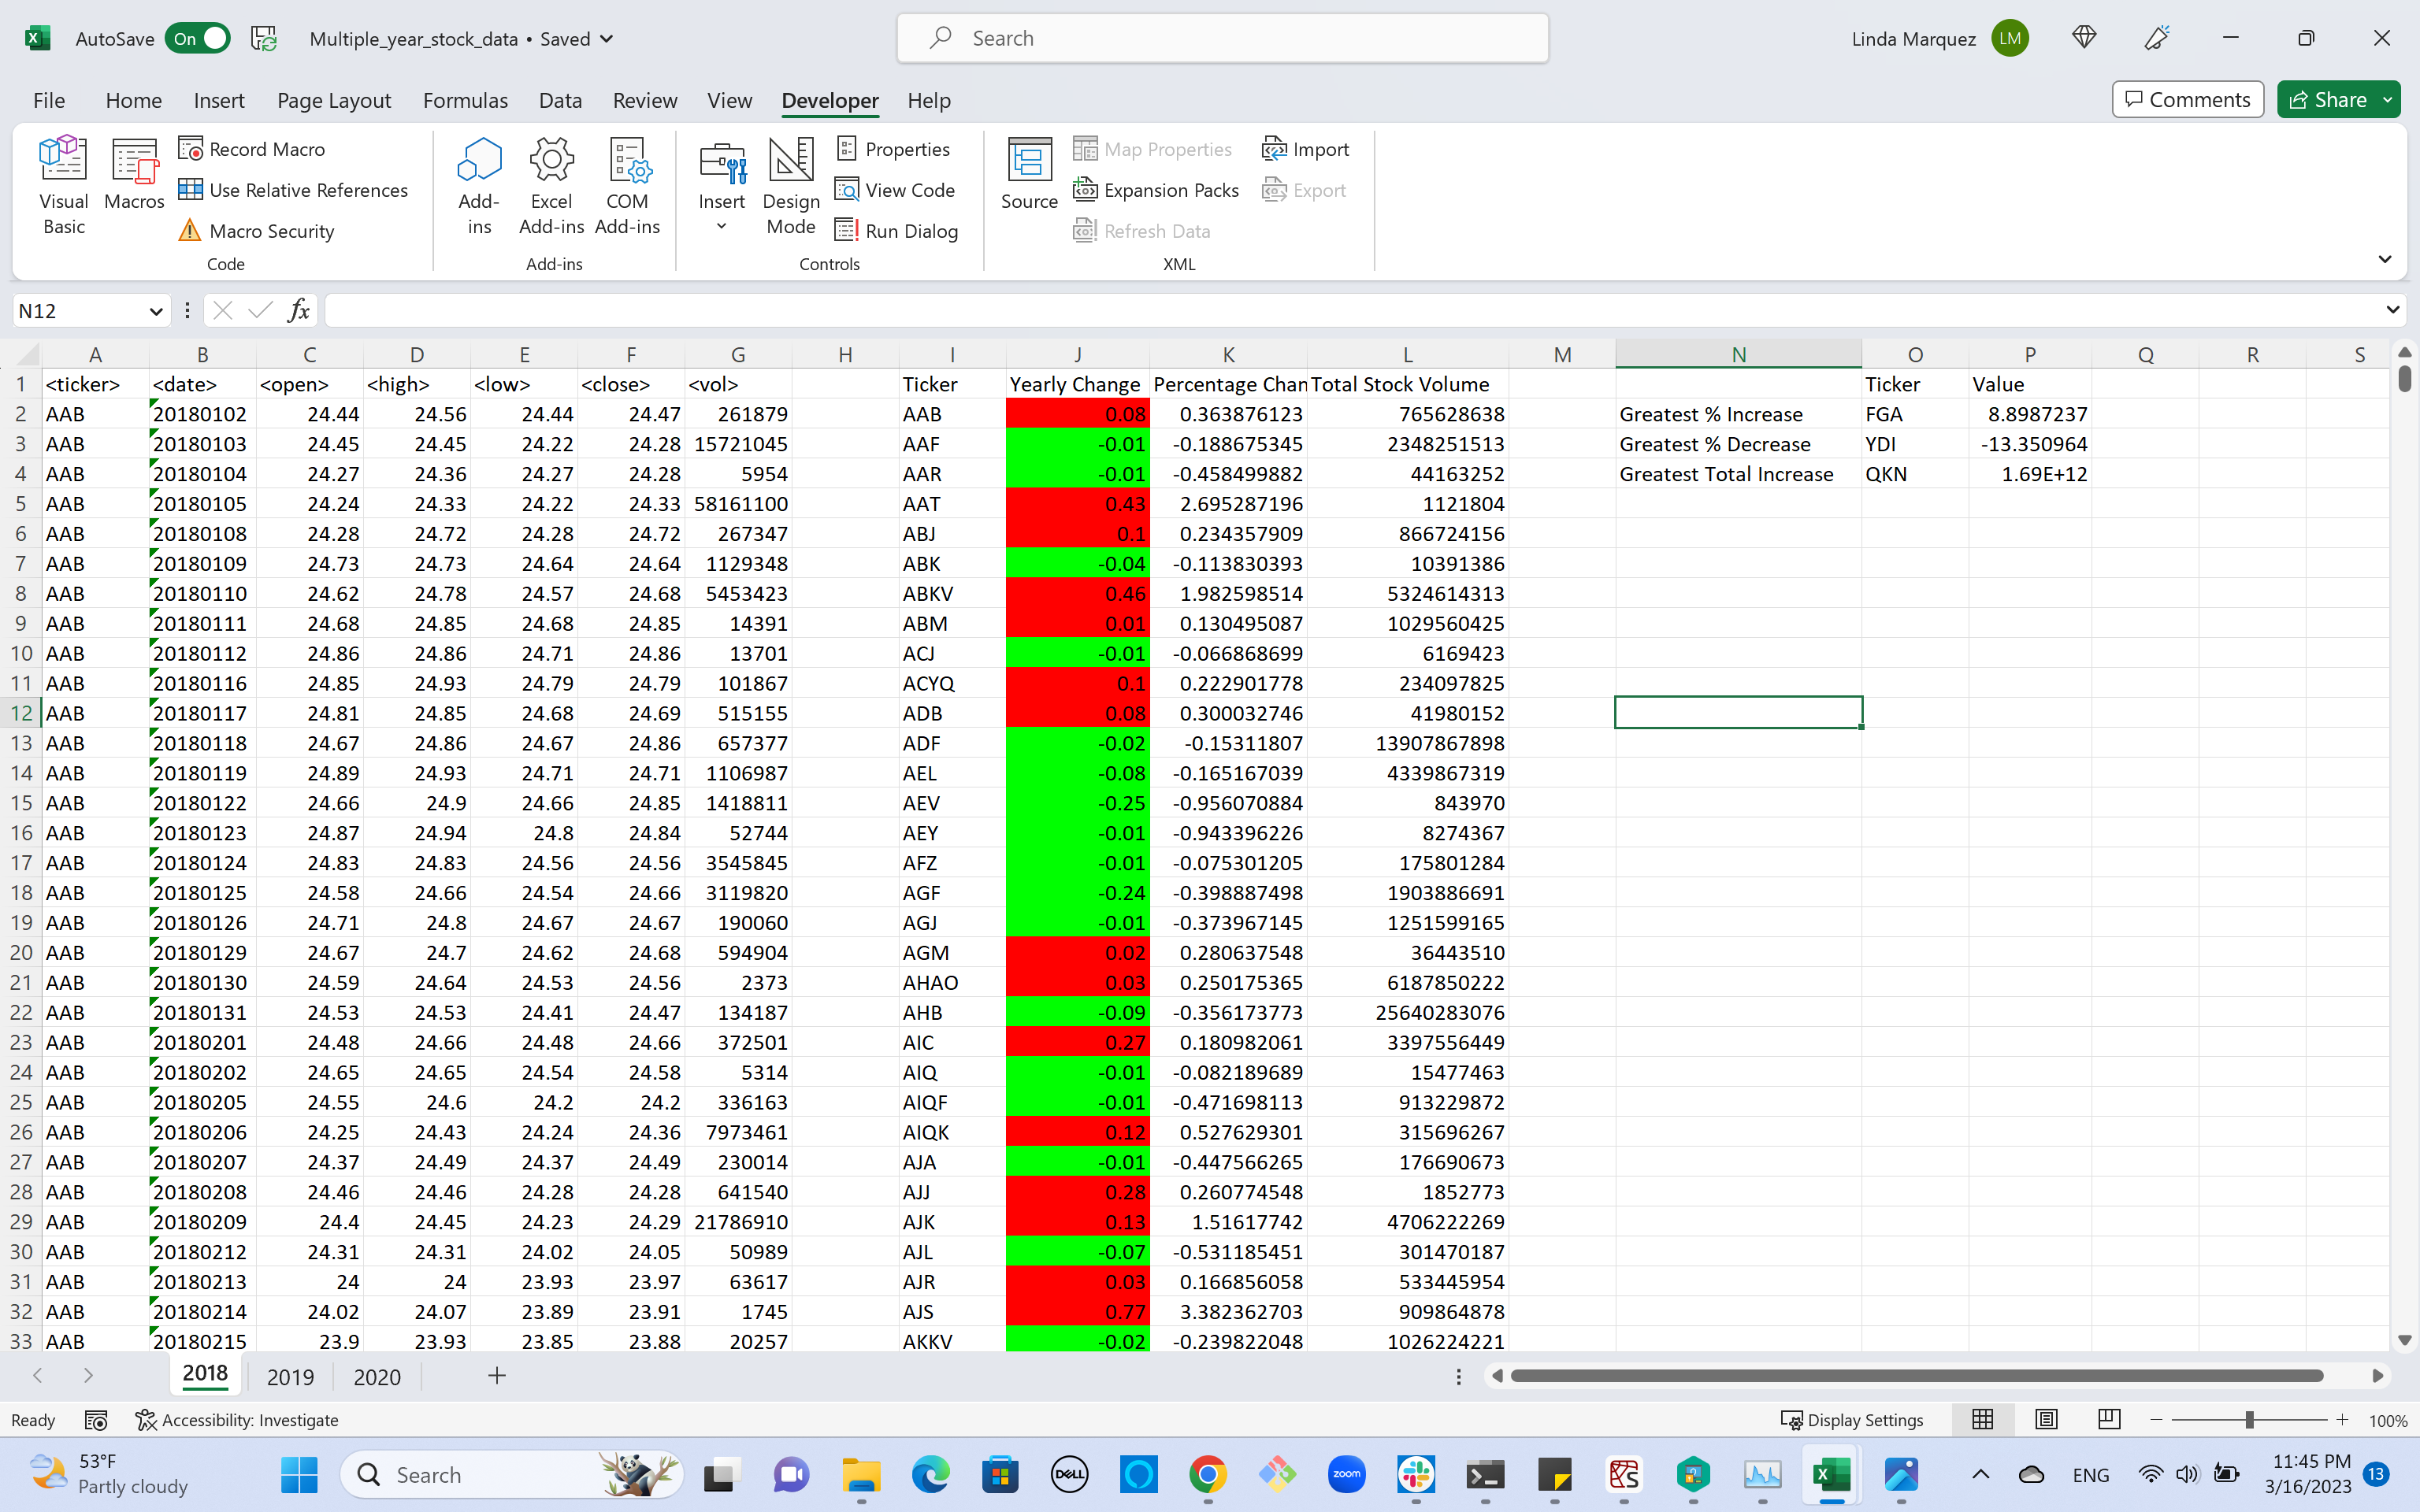 AutoSave On Multiple_year_stock_data • Saved Search Linda Marquez LM
File Home Insert Page Layout Formulas Data Review View Developer Help Comments Share
Visual Basic Macros Record Macro Use Relative References Macro Security Add-ins Excel Add-ins COM Add-ins Insert Design Mode Properties View Code Run Dialog Source Map Properties Expansion Packs Refresh Data Import Export
Code Add-ins Controls XML
N12 fx
A B C D E F G H I J K L M N O P Q R S
1 <ticker> <date> <open> <high> <low> <close> <vol> Ticker Yearly Change Percentage Chan Total Stock Volume Ticker Value
2 AAB 20180102 24.44 24.56 24.44 24.47 261879 AAB 0.08 0.363876123 765628638 Greatest % Increase FGA 8.8987237
3 AAB 20180103 24.45 24.45 24.22 24.28 15721045 AAF -0.01 -0.188675345 2348251513 Greatest % Decrease YDI -13.350964
4 AAB 20180104 24.27 24.36 24.27 24.28 5954 AAR -0.01 -0.458499882 44163252 Greatest Total Increase QKN 1.69E+12
5 AAB 20180105 24.24 24.33 24.22 24.33 58161100 AAT 0.43 2.695287196 1121804
6 AAB 20180108 24.28 24.72 24.28 24.72 267347 ABJ 0.1 0.234357909 866724156
7 AAB 20180109 24.73 24.73 24.64 24.64 1129348 ABK -0.04 -0.113830393 10391386
8 AAB 20180110 24.62 24.78 24.57 24.68 5453423 ABKV 0.46 1.982598514 5324614313
9 AAB 20180111 24.68 24.85 24.68 24.85 14391 ABM 0.01 0.130495087 1029560425
10 AAB 20180112 24.86 24.86 24.71 24.86 13701 ACJ -0.01 -0.066868699 6169423
11 AAB 20180116 24.85 24.93 24.79 24.79 101867 ACYQ 0.1 0.222901778 234097825
12 AAB 20180117 24.81 24.85 24.68 24.69 515155 ADB 0.08 0.300032746 41980152
13 AAB 20180118 24.67 24.86 24.67 24.86 657377 ADF -0.02 -0.15311807 13907867898
14 AAB 20180119 24.89 24.93 24.71 24.71 1106987 AEL -0.08 -0.165167039 4339867319
15 AAB 20180122 24.66 24.9 24.66 24.85 1418811 AEV -0.25 -0.956070884 843970
16 AAB 20180123 24.87 24.94 24.8 24.84 52744 AEY -0.01 -0.943396226 8274367
17 AAB 20180124 24.83 24.83 24.56 24.56 3545845 AFZ -0.01 -0.075301205 175801284
18 AAB 20180125 24.58 24.66 24.54 24.66 3119820 AGF -0.24 -0.398887498 1903886691
19 AAB 20180126 24.71 24.8 24.67 24.67 190060 AGJ -0.01 -0.373967145 1251599165
20 AAB 20180129 24.67 24.7 24.62 24.68 594904 AGM 0.02 0.280637548 36443510
21 AAB 20180130 24.59 24.64 24.53 24.56 2373 AHAO 0.03 0.250175365 6187850222
22 AAB 20180131 24.53 24.53 24.41 24.47 134187 AHB -0.09 -0.356173773 25640283076
23 AAB 20180201 24.48 24.66 24.48 24.66 372501 AIC 0.27 0.180982061 3397556449
24 AAB 20180202 24.65 24.65 24.54 24.58 5314 AIQ -0.01 -0.082189689 15477463
25 AAB 20180205 24.55 24.6 24.2 24.2 336163 AIQF -0.01 -0.471698113 913229872
26 AAB 20180206 24.25 24.43 24.24 24.36 7973461 AIQK 0.12 0.527629301 315696267
27 AAB 20180207 24.37 24.49 24.37 24.49 230014 AJA -0.01 -0.447566265 176690673
28 AAB 20180208 24.46 24.46 24.28 24.28 641540 AJJ 0.28 0.260774548 1852773
29 AAB 20180209 24.4 24.45 24.23 24.29 21786910 AJK 0.13 1.51617742 4706222269
30 AAB 20180212 24.31 24.31 24.02 24.05 50989 AJL -0.07 -0.531185451 301470187
31 AAB 20180213 24 24 23.93 23.97 63617 AJR 0.03 0.166856058 533445954
32 AAB 20180214 24.02 24.07 23.89 23.91 1745 AJS 0.77 3.382362703 909864878
33 AAB 20180215 23.9 23.93 23.85 23.88 20257 AKKV -0.02 -0.239822048 1026224221
2018 2019 2020
Ready Accessibility: Investigate Display Settings 100%
53°F Partly cloudy Search DELL zoom ENG 11:45 PM 3/16/2023 13